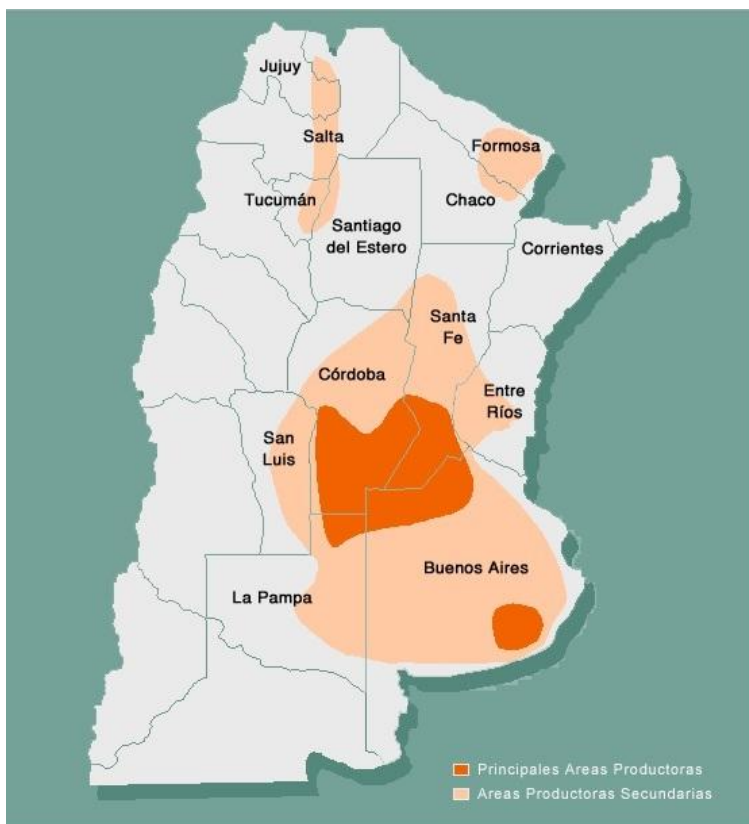 Jujuy
Salta
Formosa
Tucumán
Chaco
Santiago
del Estero
Corrientes
Santa
Fe
Córdoba
Entre
Ríos
San
Luis
Buenos Aires
La Pampa
Principales Areas Productoras
Areas Productoras Secundarias